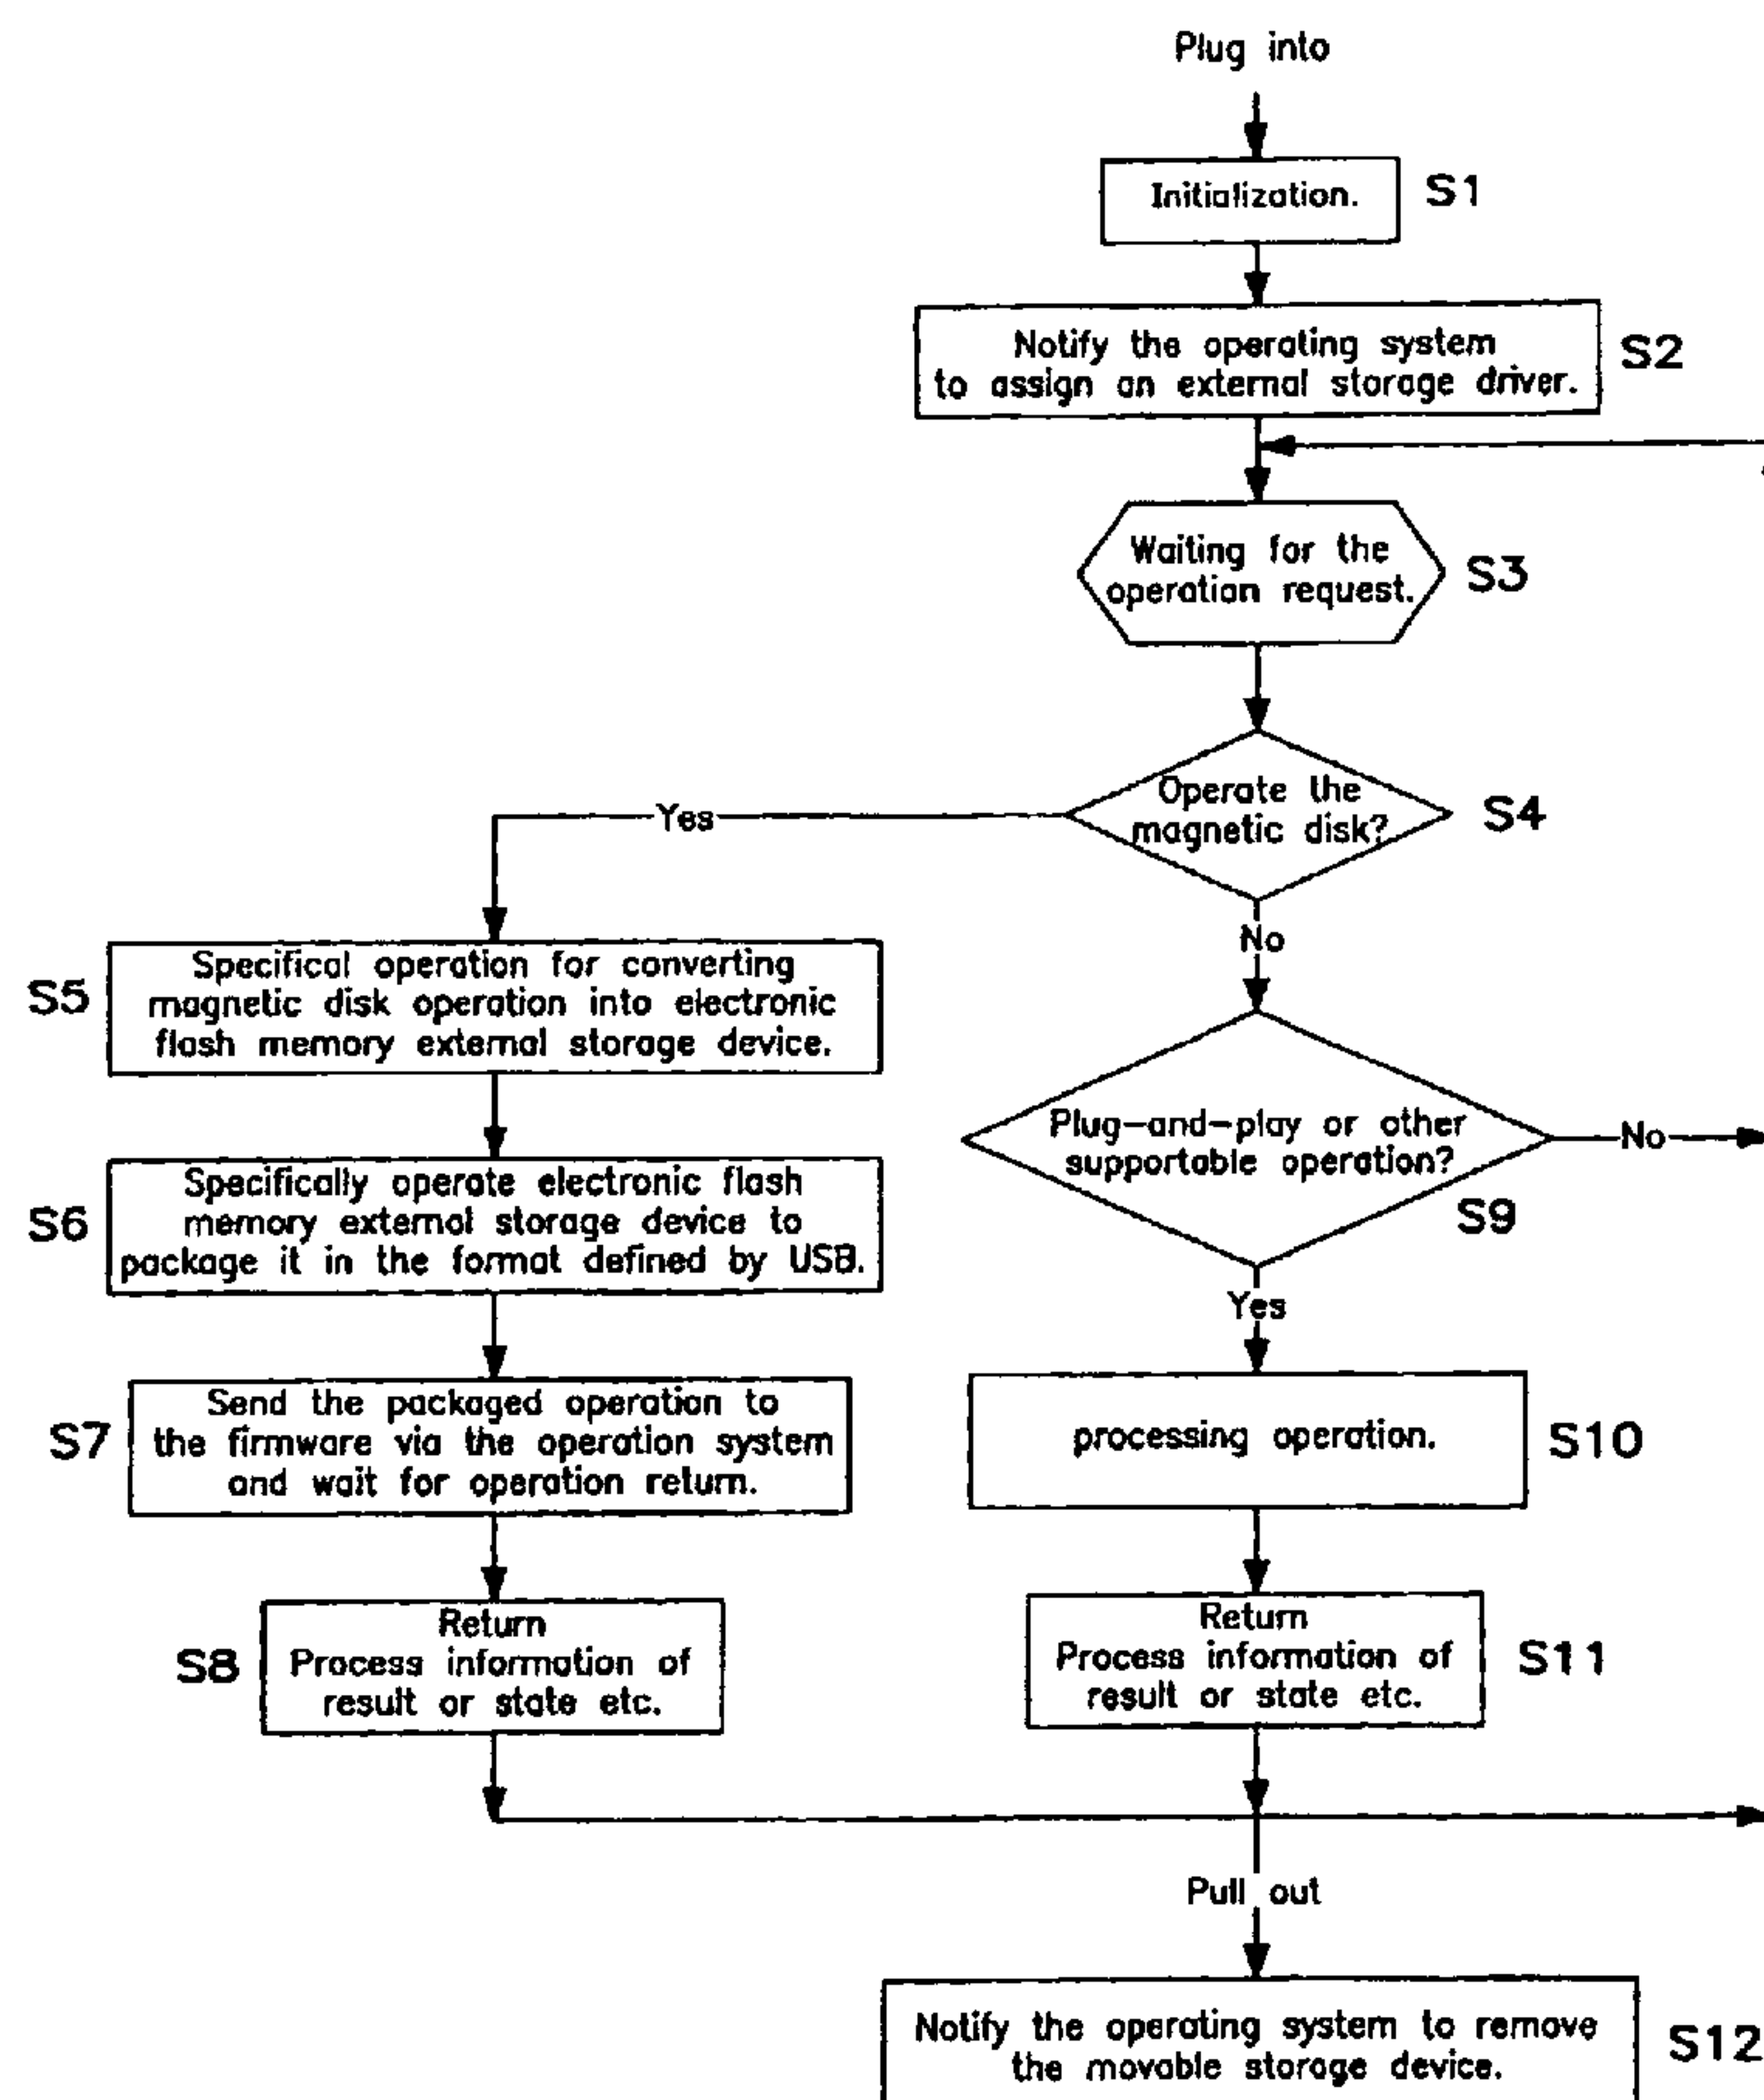 Plug into
Initialization.
S1
Notify the operating system
to assign an external storage driver.
S2
Waiting for the
operation request.
S3
Operate the
magnetic disk?
S4
Yes
No
S5
Specifical operation for converting
magnetic disk operation into electronic
flash memory external storage device.
Plug-and-play or other
supportable operation?
No
S9
S6
Specifically operate electronic flash
memory external storage device to
package it in the format defined by USB.
Yes
S7
Send the packaged operation to
the firmware via the operation system
and wait for operation return.
processing operation.
S10
S8
Return
Process information of
result or state etc.
Return
Process information of
result or state etc.
S11
Pull out
Notify the operating system to remove
the movable storage device.
S12